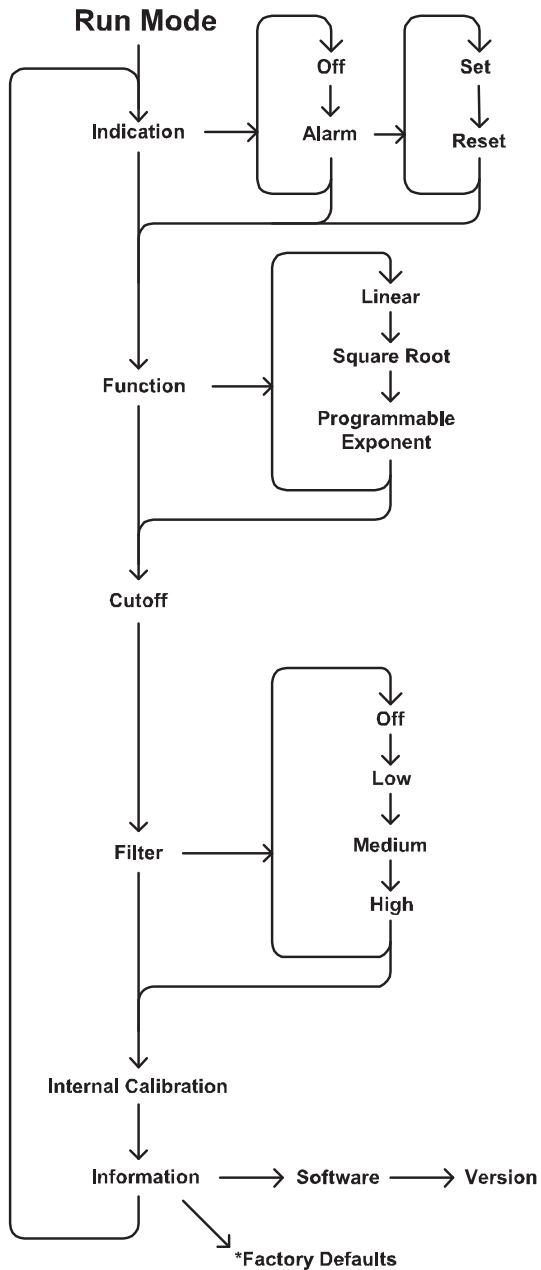 Run Mode
Off
Set
Indication
Alarm
Reset
Linear
Square Root
Function
Programmable
Exponent
Cutoff
Off
Low
Filter
Medium
High
Internal Calibration
Information
Software
Version
*Factory Defaults